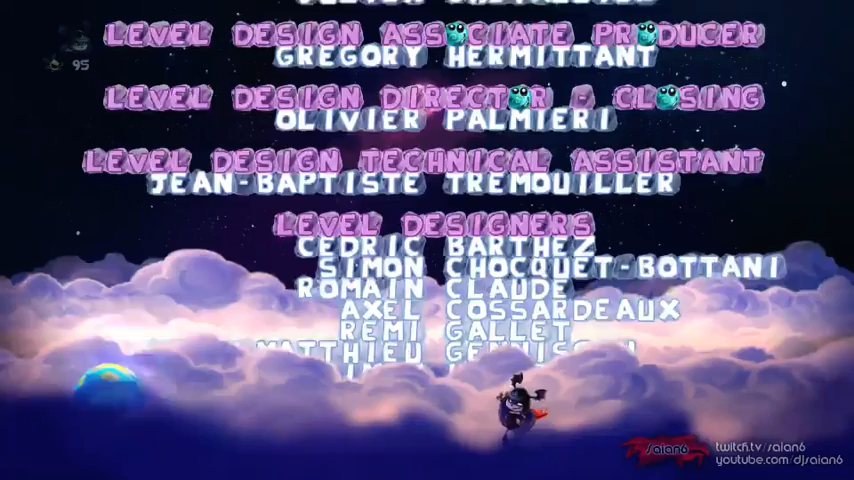 LEVEL DESIGN ASSOCIATE PRODUCER
GREGORY HERMITTANT
LEVEL DESIGN DIRECTOR - CLOSING
OLIVIER PALMIERI
LEVEL DESIGN TECHNICAL ASSISTANT
JEAN-BAPTISTE TREMOUILLER
LEVEL DESIGNERS
CEDRIC BARTHEZ
SIMON CHOCQUET-BOTTANI
ROMAIN CLAUDE
AXEL COSSARDEAUX
REMI GALLET
MATTHIEU
95
saian6
twitch.tv/saian6
youtube.com/djsaian6